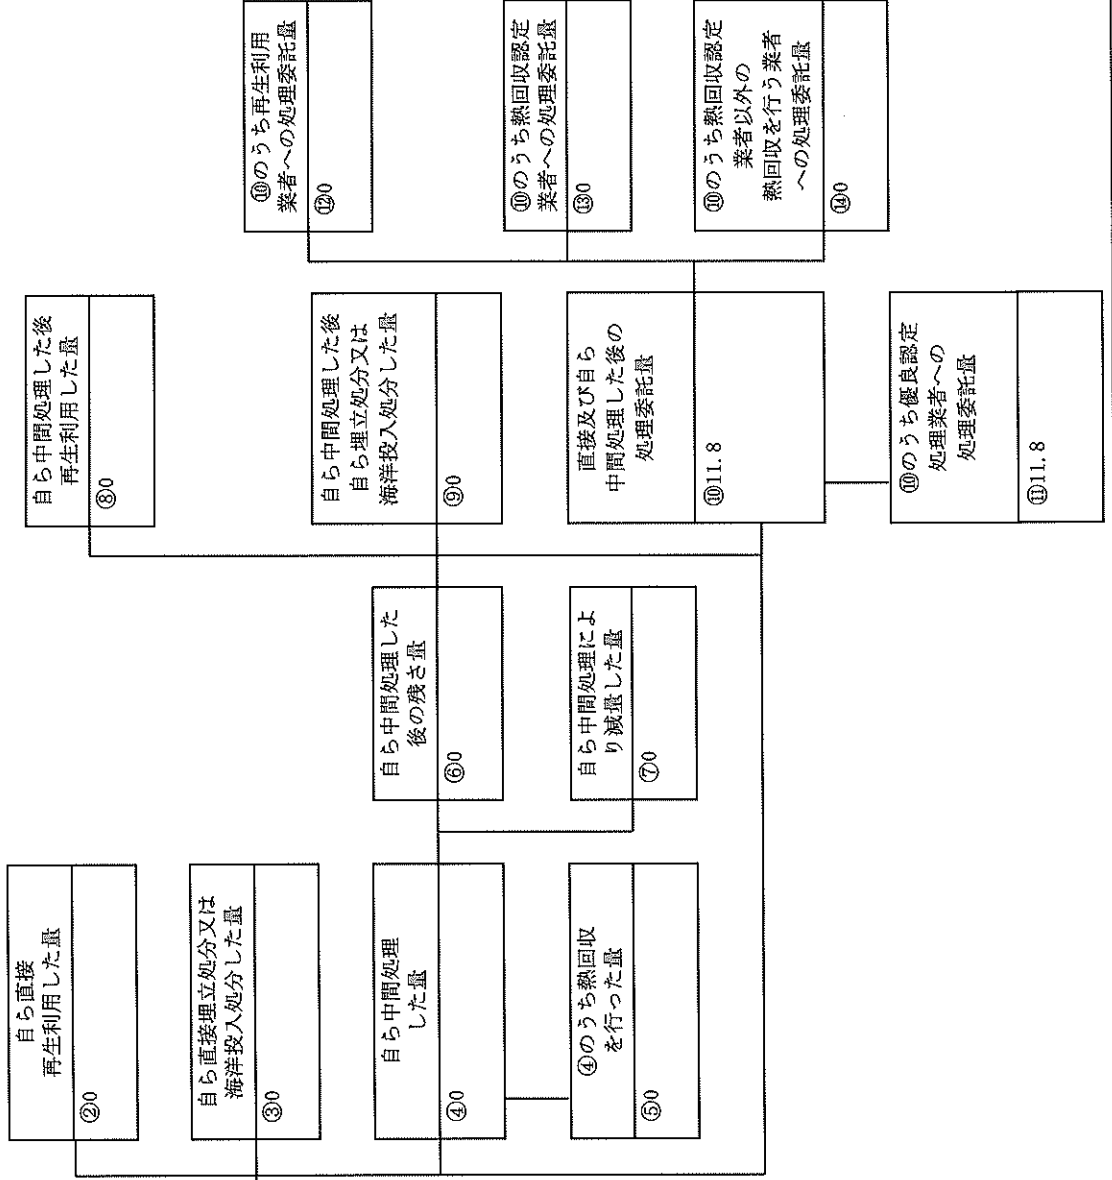 自ら直接
再生利用した量
②0
自ら直接埋立処分又は
海洋投入処分した量
③0
自ら中間処理
した量
④0
④のうち熱回収
を行った量
⑤0
自ら中間処理した
後の残さ量
⑥0
自ら中間処理によ
り減量した量
⑦0
自ら中間処理した後
再生利用した量
⑧0
自ら中間処理した後
自ら埋立処分又は
海洋投入処分した量
⑨0
直接及び自ら
中間処理した後の
処理委託量
⑩11.8
⑩のうち優良認定
処理業者への
処理委託量
⑪11.8
⑩のうち再生利用
業者への処理委託量
⑫0
⑩のうち熱回収認定
業者への処理委託量
⑬0
⑩のうち熱回収認定
業者以外の
熱回収を行う業者
への処理委託量
⑭0